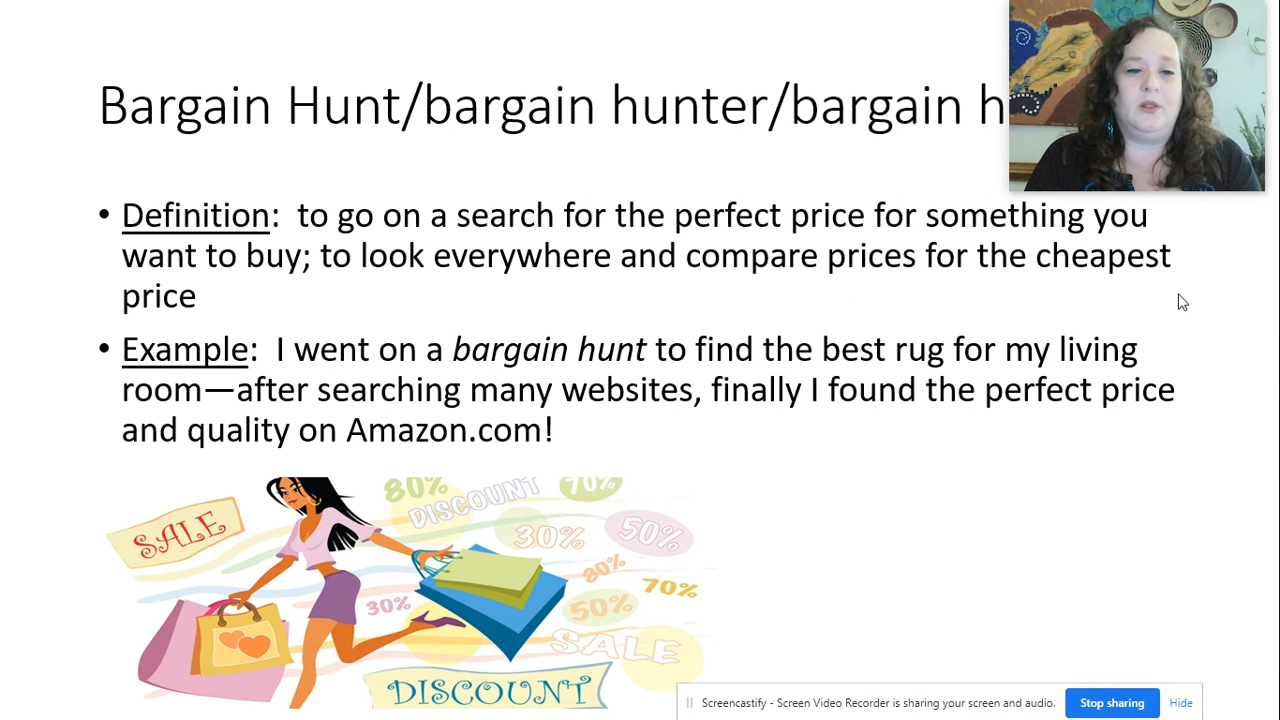 Bargain Hunt/bargain hunter/bargain h
• Definition:  to go on a search for the perfect price for something you
want to buy; to look everywhere and compare prices for the cheapest
price
• Example:  I went on a bargain hunt to find the best rug for my living
room—after searching many websites, finally I found the perfect price
and quality on Amazon.com!
80%
DISCOUNT
70%
SALE
30%
50%
80%
70%
30%
50%
SALE
DISCOUNT
Screencastify - Screen Video Recorder is sharing your screen and audio.
Stop sharing
Hide